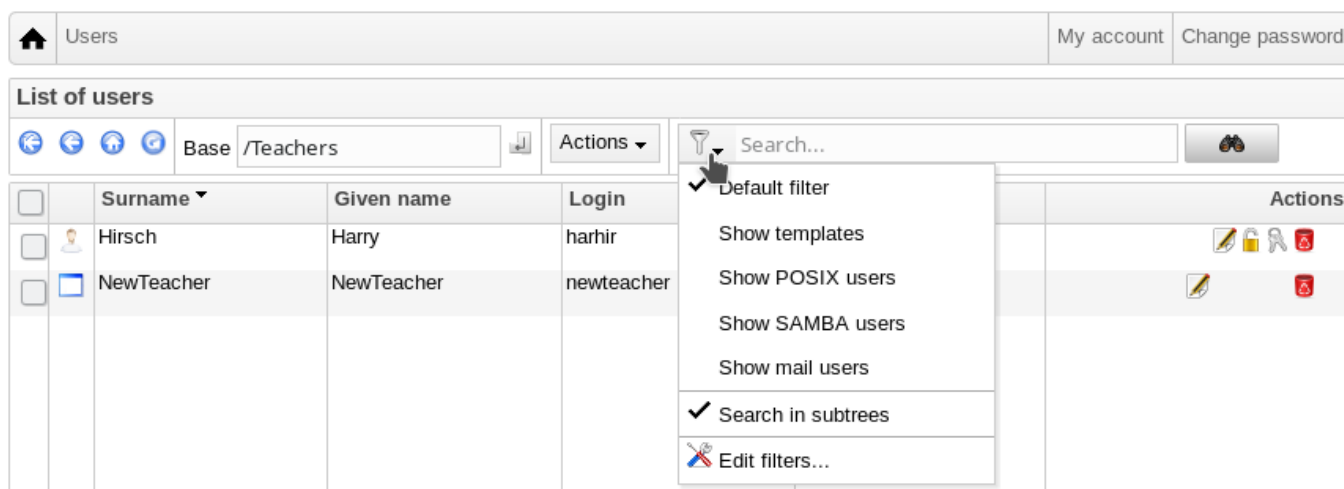 Users My account Change password
List of users
Base /Teachers Actions Search...
Surname Given name Login Actions
Hirsch Harry harhir
NewTeacher NewTeacher newteacher
Default filter
Show templates
Show POSIX users
Show SAMBA users
Show mail users
Search in subtrees
Edit filters...